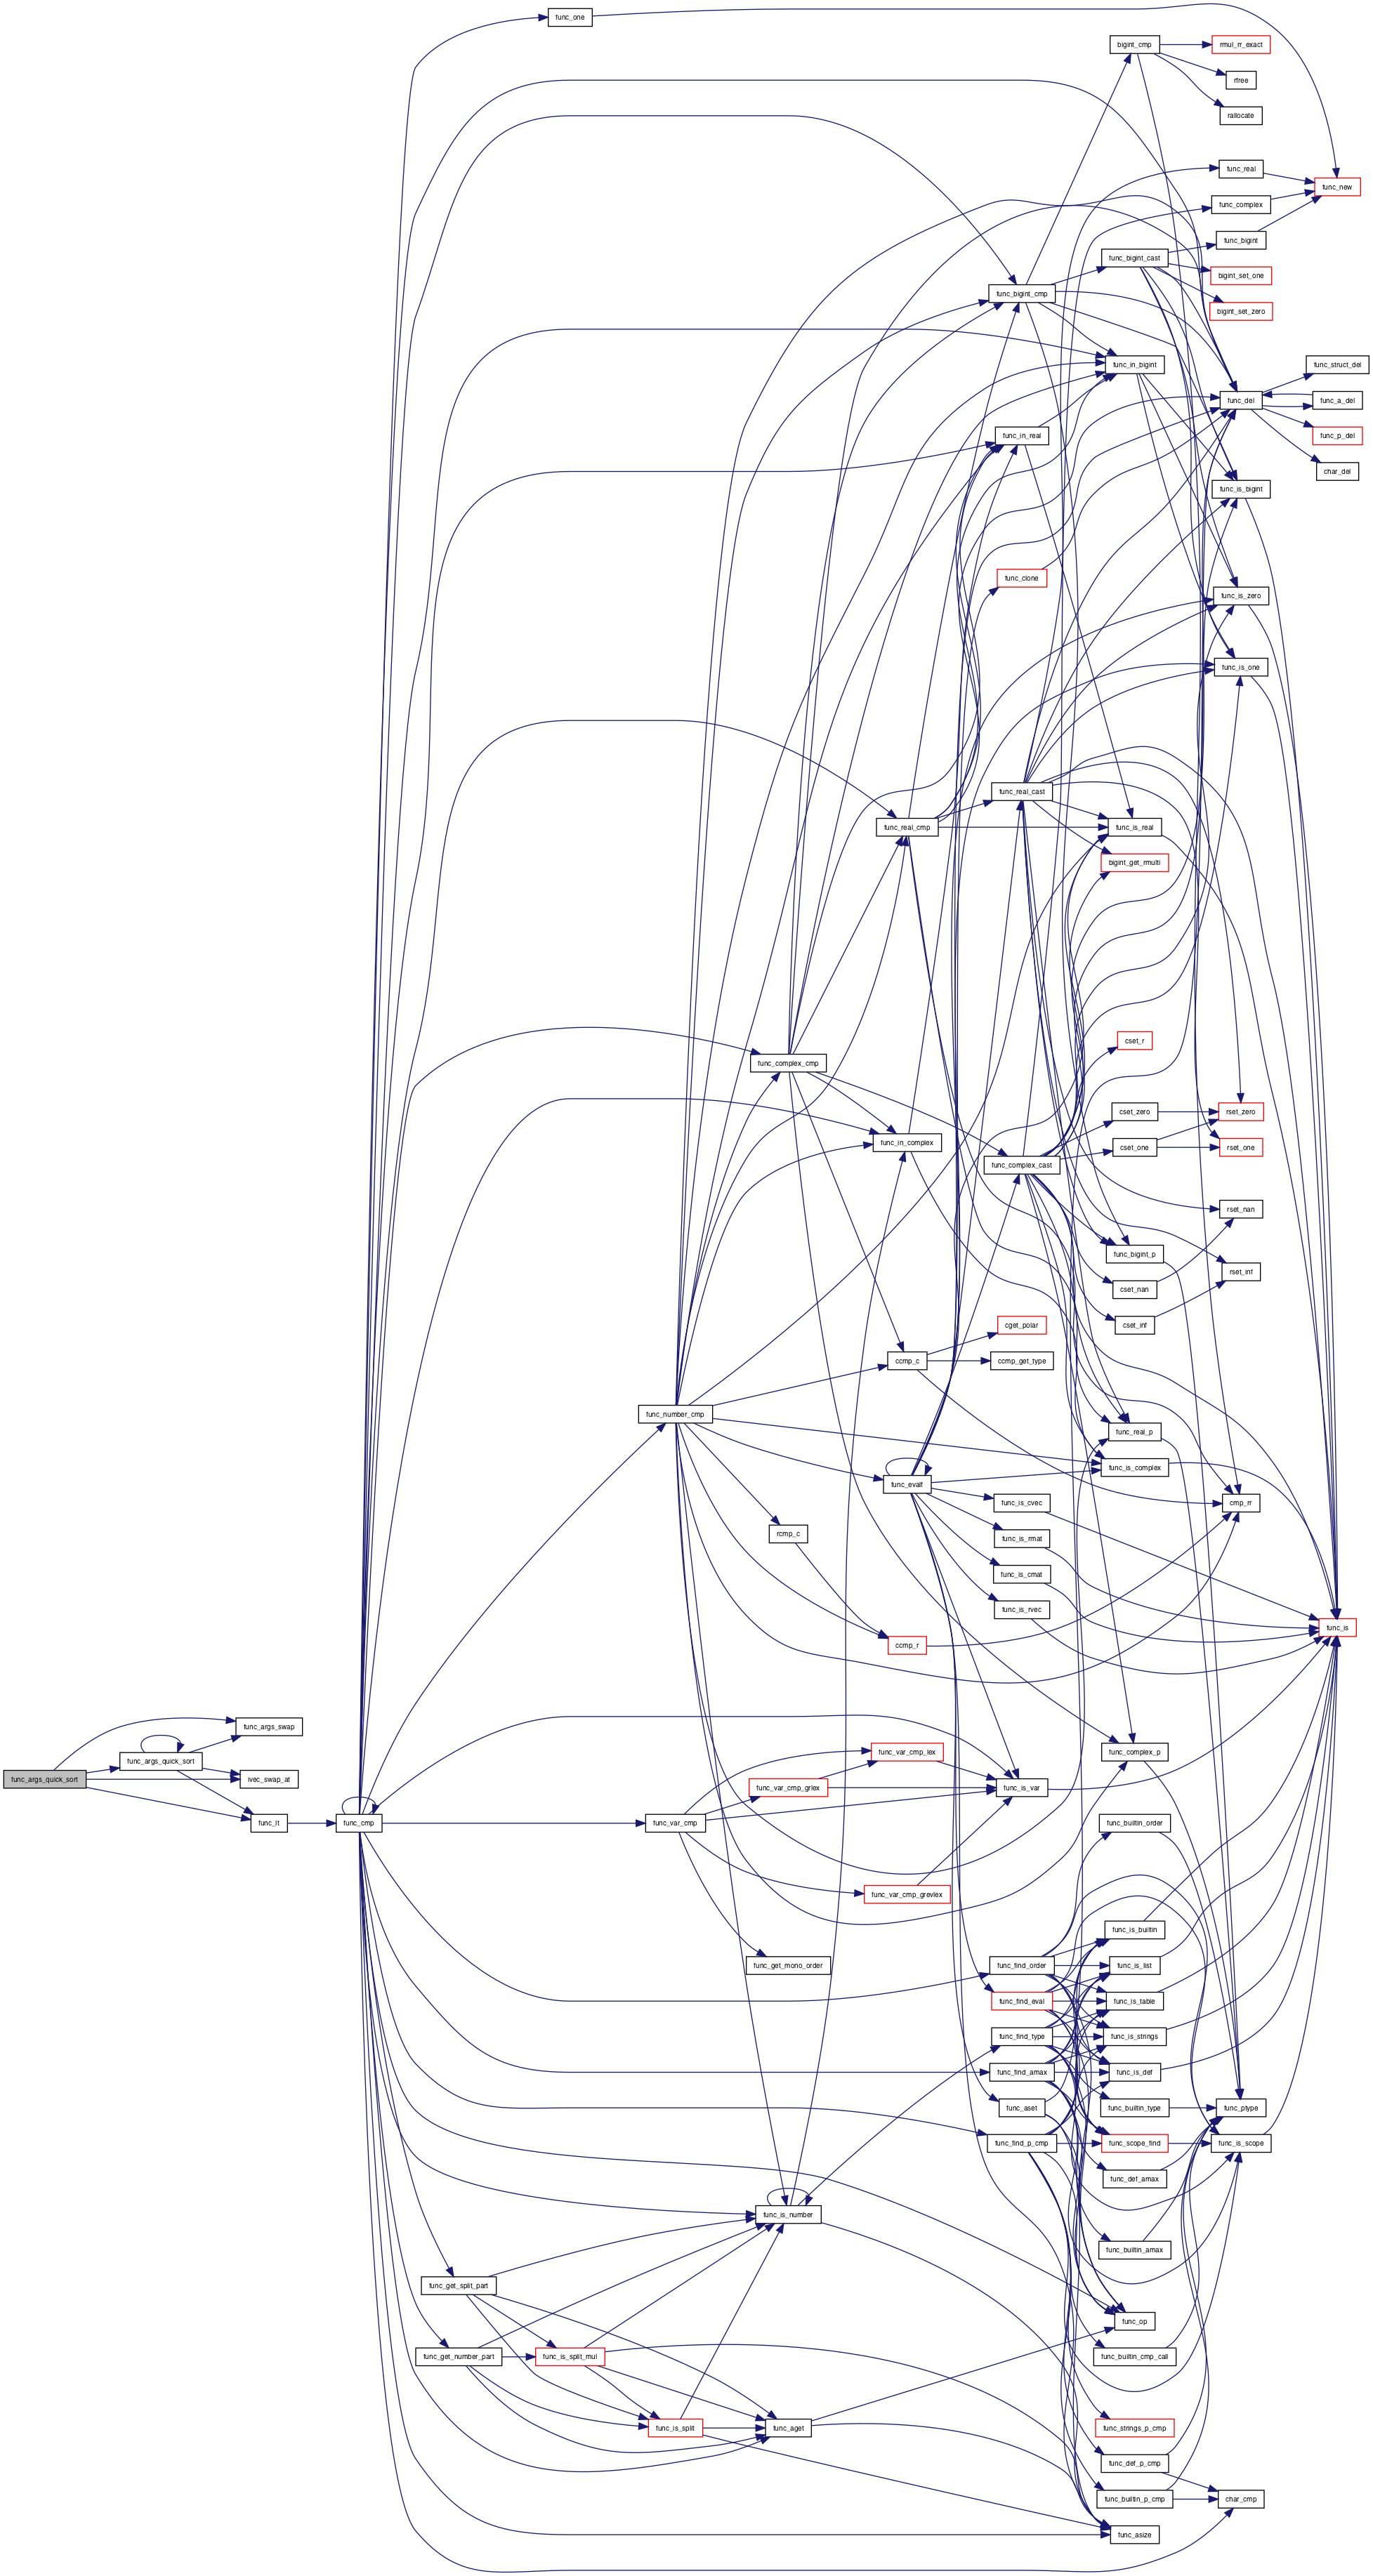 func_one
bigint_cmp
rmul_rr_exact
rfree
rallocate
func_real
func_new
func_complex
func_bigint
func_bigint_cast
bigint_set_one
func_bigint_cmp
bigint_set_zero
func_in_bigint
func_struct_del
func_del
func_a_del
func_in_real
func_p_del
char_del
func_is_bigint
func_clone
func_is_zero
func_is_one
func_real_cast
func_real_cmp
func_is_real
bigint_get_rmulti
cset_r
func_complex_cmp
cset_zero
rset_zero
func_in_complex
cset_one
rset_one
func_complex_cast
rset_nan
func_bigint_p
rset_inf
cset_nan
cset_inf
cget_polar
ccmp_c
ccmp_get_type
func_number_cmp
func_real_p
func_is_complex
func_evalf
func_is_cvec
cmp_rr
rcmp_c
func_is_rmat
func_is_cmat
func_is_rvec
func_is
ccmp_r
func_args_swap
func_args_quick_sort
func_args_quick_sort
ivec_swap_at
func_var_cmp_lex
func_complex_p
func_var_cmp_grlex
func_is_var
func_lt
func_cmp
func_var_cmp
func_builtin_order
func_var_cmp_grevlex
func_is_builtin
func_get_mono_order
func_find_order
func_is_list
func_find_eval
func_is_table
func_find_type
func_is_strings
func_find_amax
func_is_def
func_aset
func_builtin_type
func_ptype
func_find_p_cmp
func_scope_find
func_is_scope
func_def_amax
func_is_number
func_builtin_amax
func_get_split_part
func_op
func_get_number_part
func_is_split_mul
func_builtin_cmp_call
func_is_split
func_aget
func_strings_p_cmp
func_def_p_cmp
func_builtin_p_cmp
char_cmp
func_asize